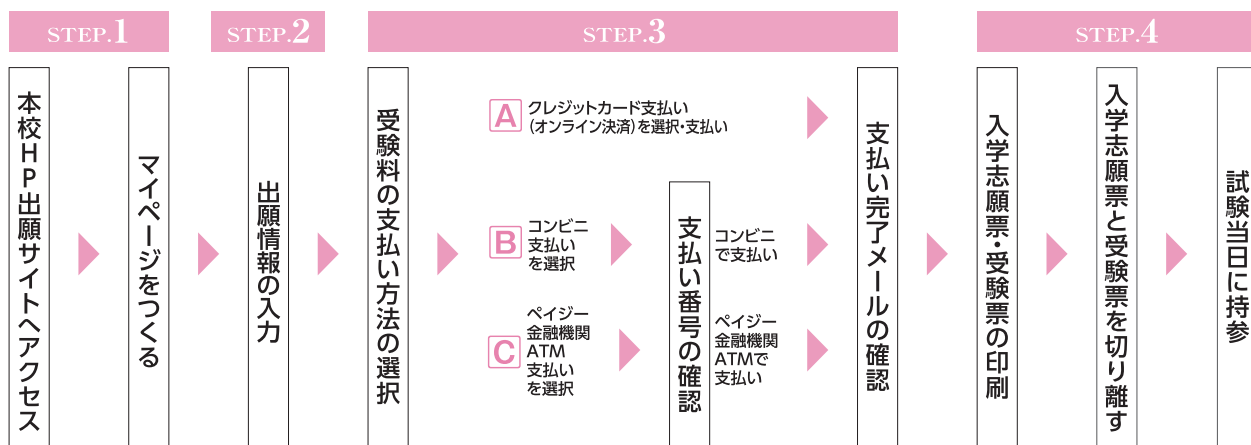 STEP.1
本校HP出願サイトへアクセス
マイページをつくる
STEP.2
出願情報の入力
STEP.3
受験料の支払い方法の選択
A
クレジットカード支払い
(オンライン決済)を選択・支払い
B
コンビニ
支払い
を選択
C
ペイジー
金融機関
ATM
支払い
を選択
支払い番号の確認
コンビニ
で支払い
ペイジー
金融機関
ATMで
支払い
支払い完了メールの確認
STEP.4
入学志願票・受験票の印刷
入学志願票と受験票を切り離す
試験当日に持参